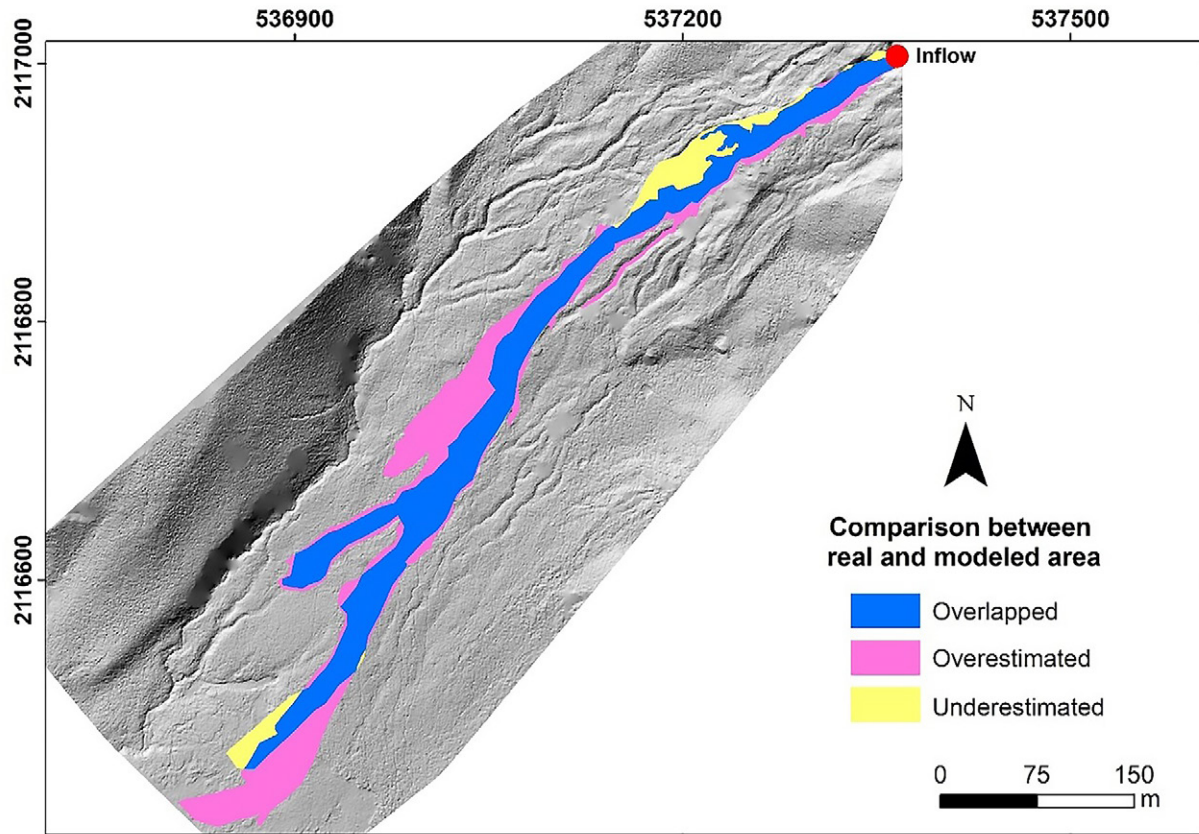 536900
537200
537500
2117000
Inflow
2116800
2116600
N
Comparison between
real and modeled area
Overlapped
Overestimated
Underestimated
0
75
150
m